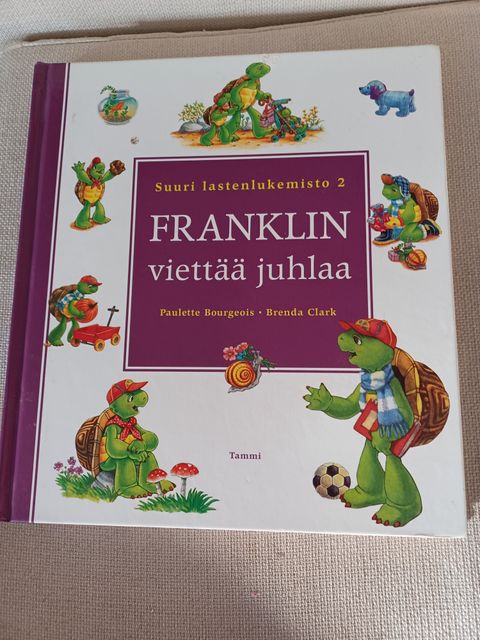 Suuri lastenlukemisto 2
FRANKLIN
viettää juhlaa
Paulette Bourgeois • Brenda Clark
Tammi